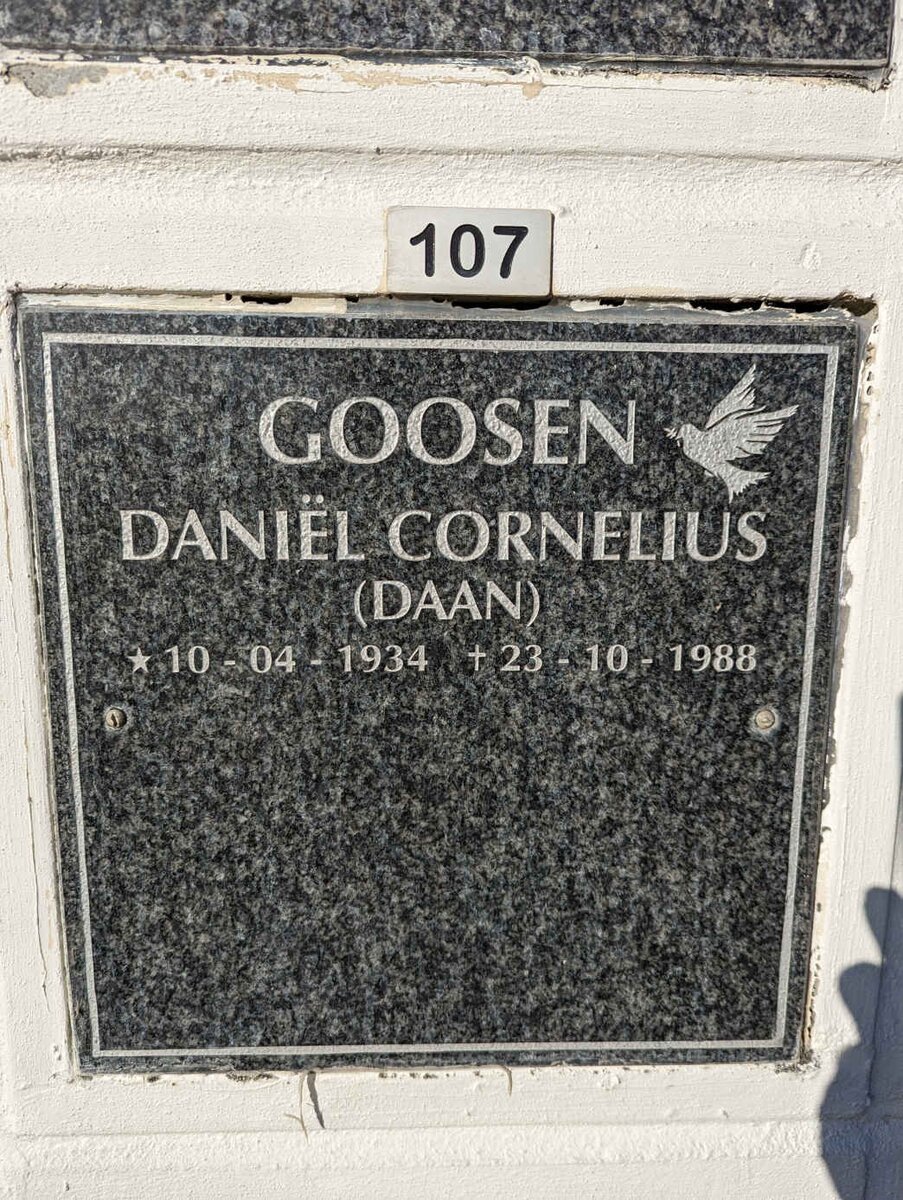 107
GOOSEN
DANIËL CORNELIUS
(DAAN)
★ 10 - 04 - 1934 † 23 - 10 - 1988